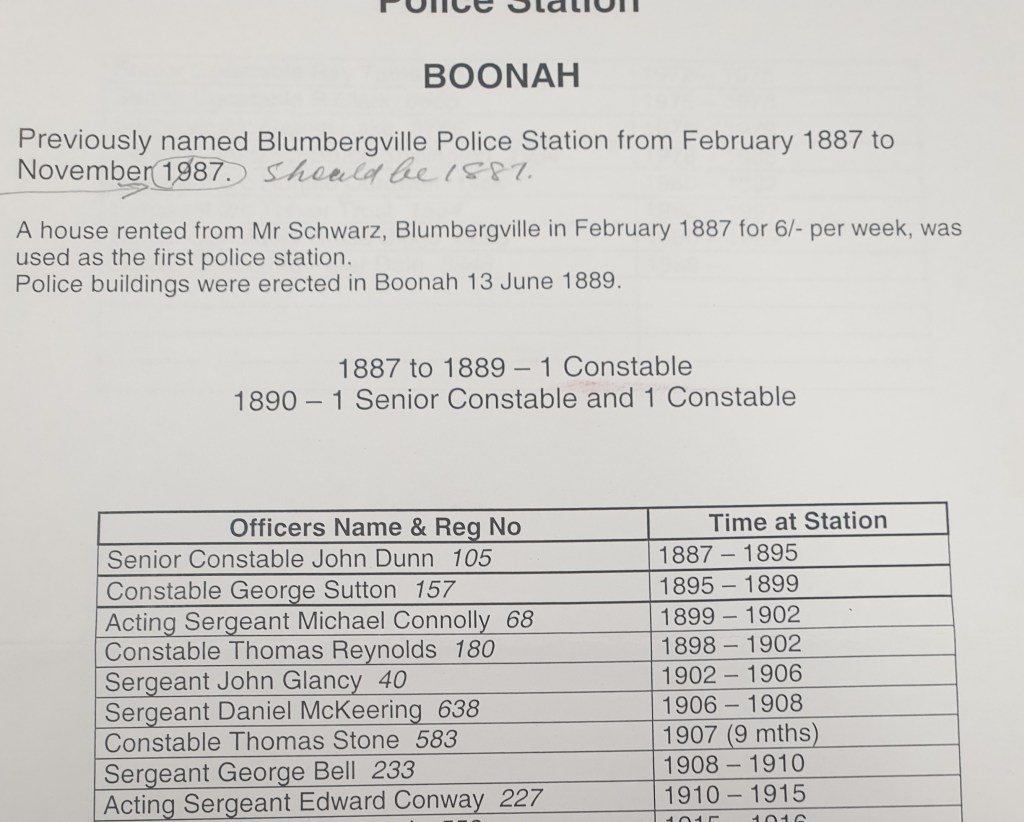 Police Station
BOONAH
Previously named Blumbergville Police Station from February 1887 to
November 1987. should be 1887.
A house rented from Mr Schwarz, Blumbergville in February 1887 for 6/- per week, was
used as the first police station.
Police buildings were erected in Boonah 13 June 1889.
1887 to 1889 – 1 Constable
1890 – 1 Senior Constable and 1 Constable
Officers Name & Reg No Time at Station
Senior Constable John Dunn 105 1887 – 1895
Constable George Sutton 157 1895 – 1899
Acting Sergeant Michael Connolly 68 1899 – 1902
Constable Thomas Reynolds 180 1898 – 1902
Sergeant John Glancy 40 1902 – 1906
Sergeant Daniel McKeering 638 1906 – 1908
Constable Thomas Stone 583 1907 (9 mths)
Sergeant George Bell 233 1908 – 1910
Acting Sergeant Edward Conway 227 1910 – 1915
1915 – 1916